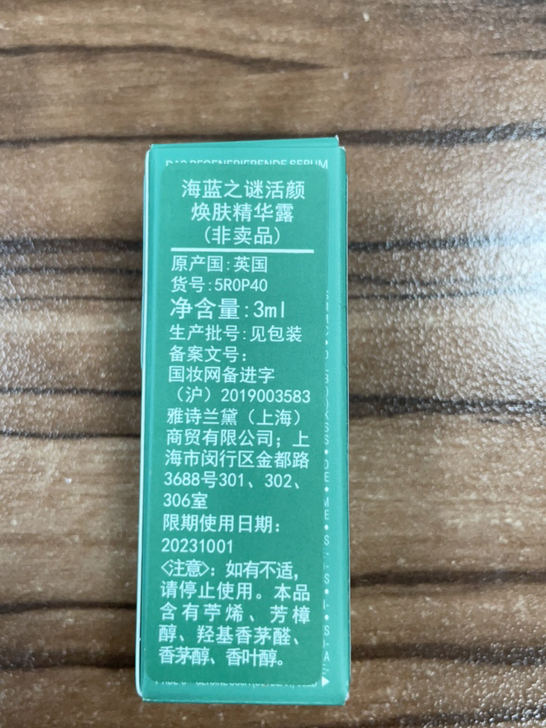 海蓝之谜活颜
焕肤精华露
(非卖品)
原产国:英国
货号:5R0P40
净含量:3ml
生产批号:见包装
备案文号:
国妆网备进字
(沪)2019003583
雅诗兰黛(上海)
商贸有限公司;上
海市闵行区金都路
3688号301、302、
306室
限期使用日期:
20231001
<注意>:如有不适,
请停止使用。本品
含有苧烯、芳樟
醇、羟基香茅醛、
香茅醇、香叶醇。